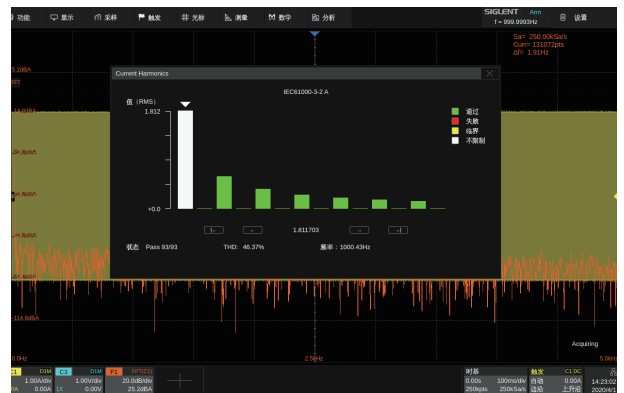 功能 显示 采样 触发 光标 测量 数学 分析 SIGLENT Arm 设置
f = 999.9993Hz
Sa= 250.00kSa/s
Curr= 131072pts
Δf= 1.91Hz
FFT
Current Harmonics
IEC61000-3-2 A
值 (RMS)
1.812
+0.0
通过
失败
临界
不限制
1.811703
状态 Pass 93/93 THD: 46.37%频率：1000.43Hz
-114.8dBA
Acquiring
0.0Hz 2.5kHz 5.0kHz
C1 D1M C3 D1M F1 FFT(C1) 时基 触发 C1 DC
1.00A/div 1.00V/div 20.0dB/div 0.00s 100ms/div 自动 0.00A 14:23:02
0.00A 1X 0.00V 25.2dBA 250kpts 250kSa/s 边沿 上升沿 2020/4/1